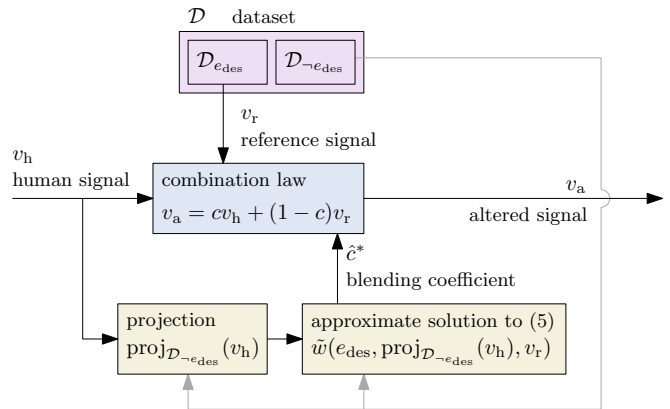 𝒟 dataset
𝒟_{e_des} 𝒟_{¬e_des}
v_r
reference signal
v_h
human signal
combination law
v_a = cv_h + (1 − c)v_r
v_a
altered signal
ĉ*
blending coefficient
projection
proj_{𝒟_{¬e_des}}(v_h)
approximate solution to (5)
w̃(e_des, proj_{𝒟_{¬e_des}}(v_h), v_r)